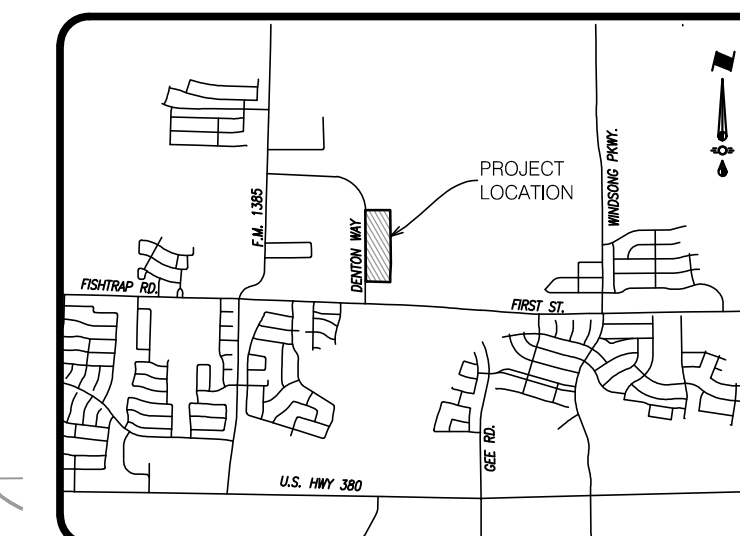 PROJECT
LOCATION
WINDSONG PKWY.
F.M. 1385
DENTON WAY
FISHTRAP RD.
FIRST ST.
GEE RD.
U.S. HWY 380